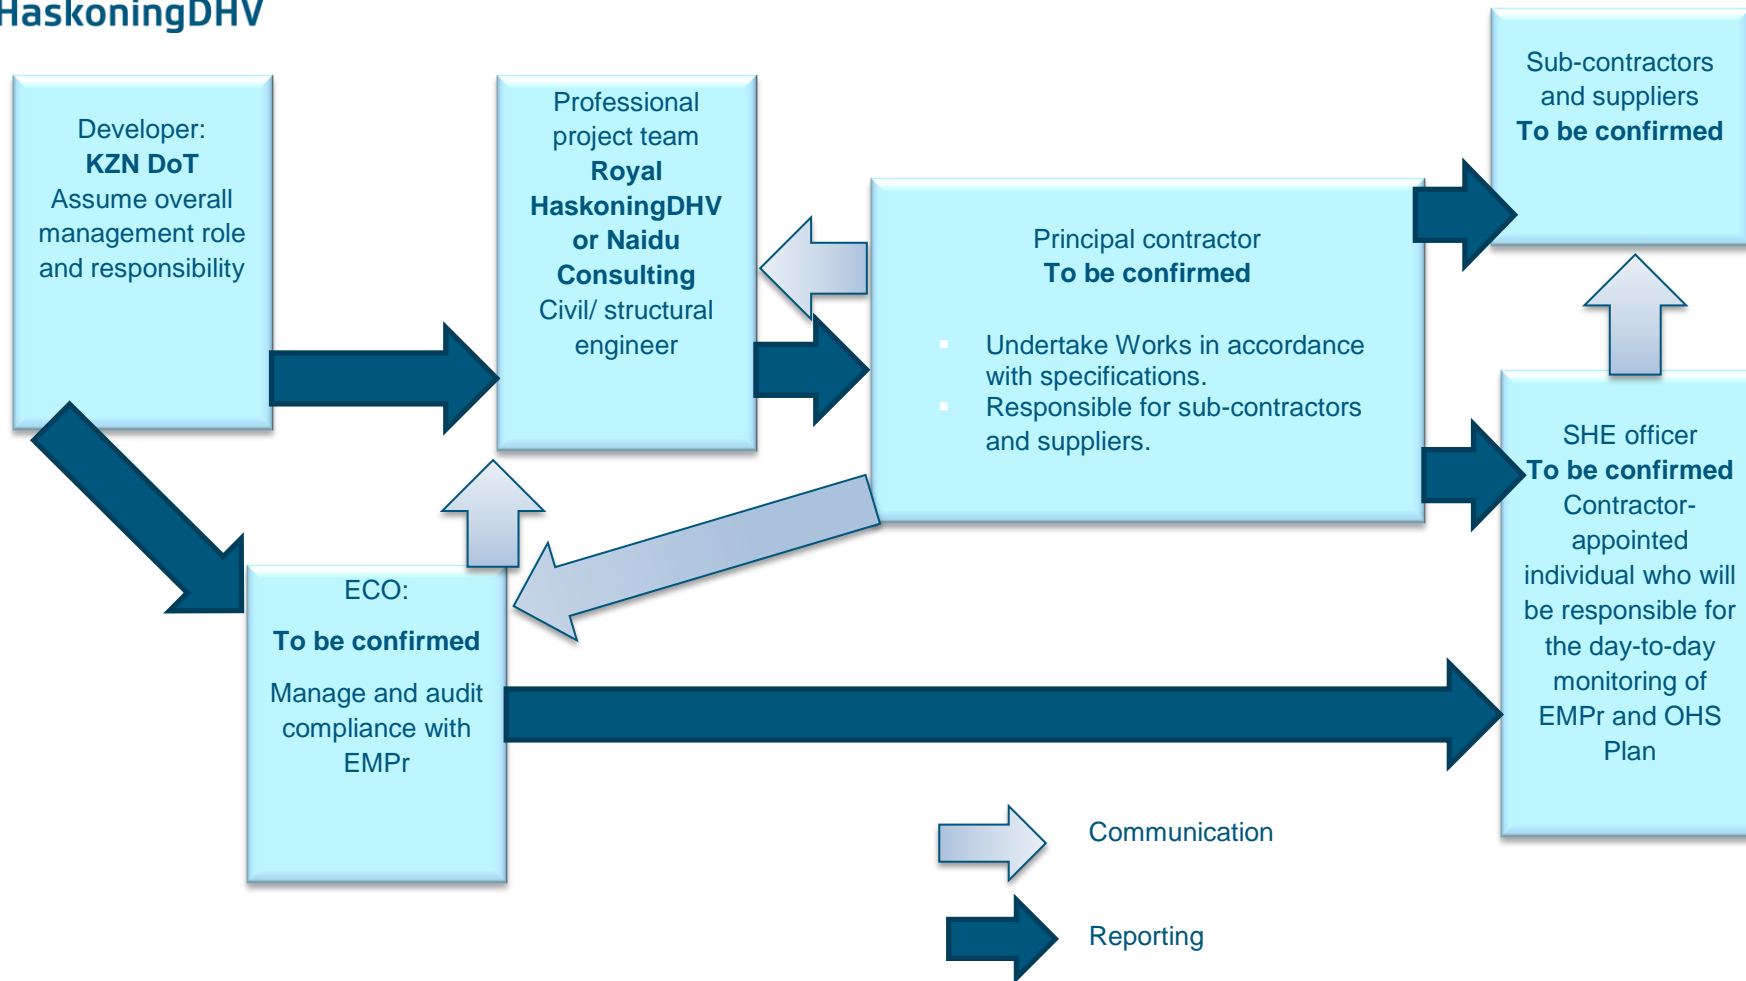 HaskoningDHV
Developer:
KZN DoT
Assume overall
management role
and responsibility
Professional
project team
Royal
HaskoningDHV
or Naidu
Consulting
Civil/ structural
engineer
Principal contractor
To be confirmed
Undertake Works in accordance
with specifications.
Responsible for sub-contractors
and suppliers.
Sub-contractors
and suppliers
To be confirmed
SHE officer
To be confirmed
Contractor-
appointed
individual who will
be responsible for
the day-to-day
monitoring of
EMPr and OHS
Plan
ECO:
To be confirmed
Manage and audit
compliance with
EMPr
Communication
Reporting